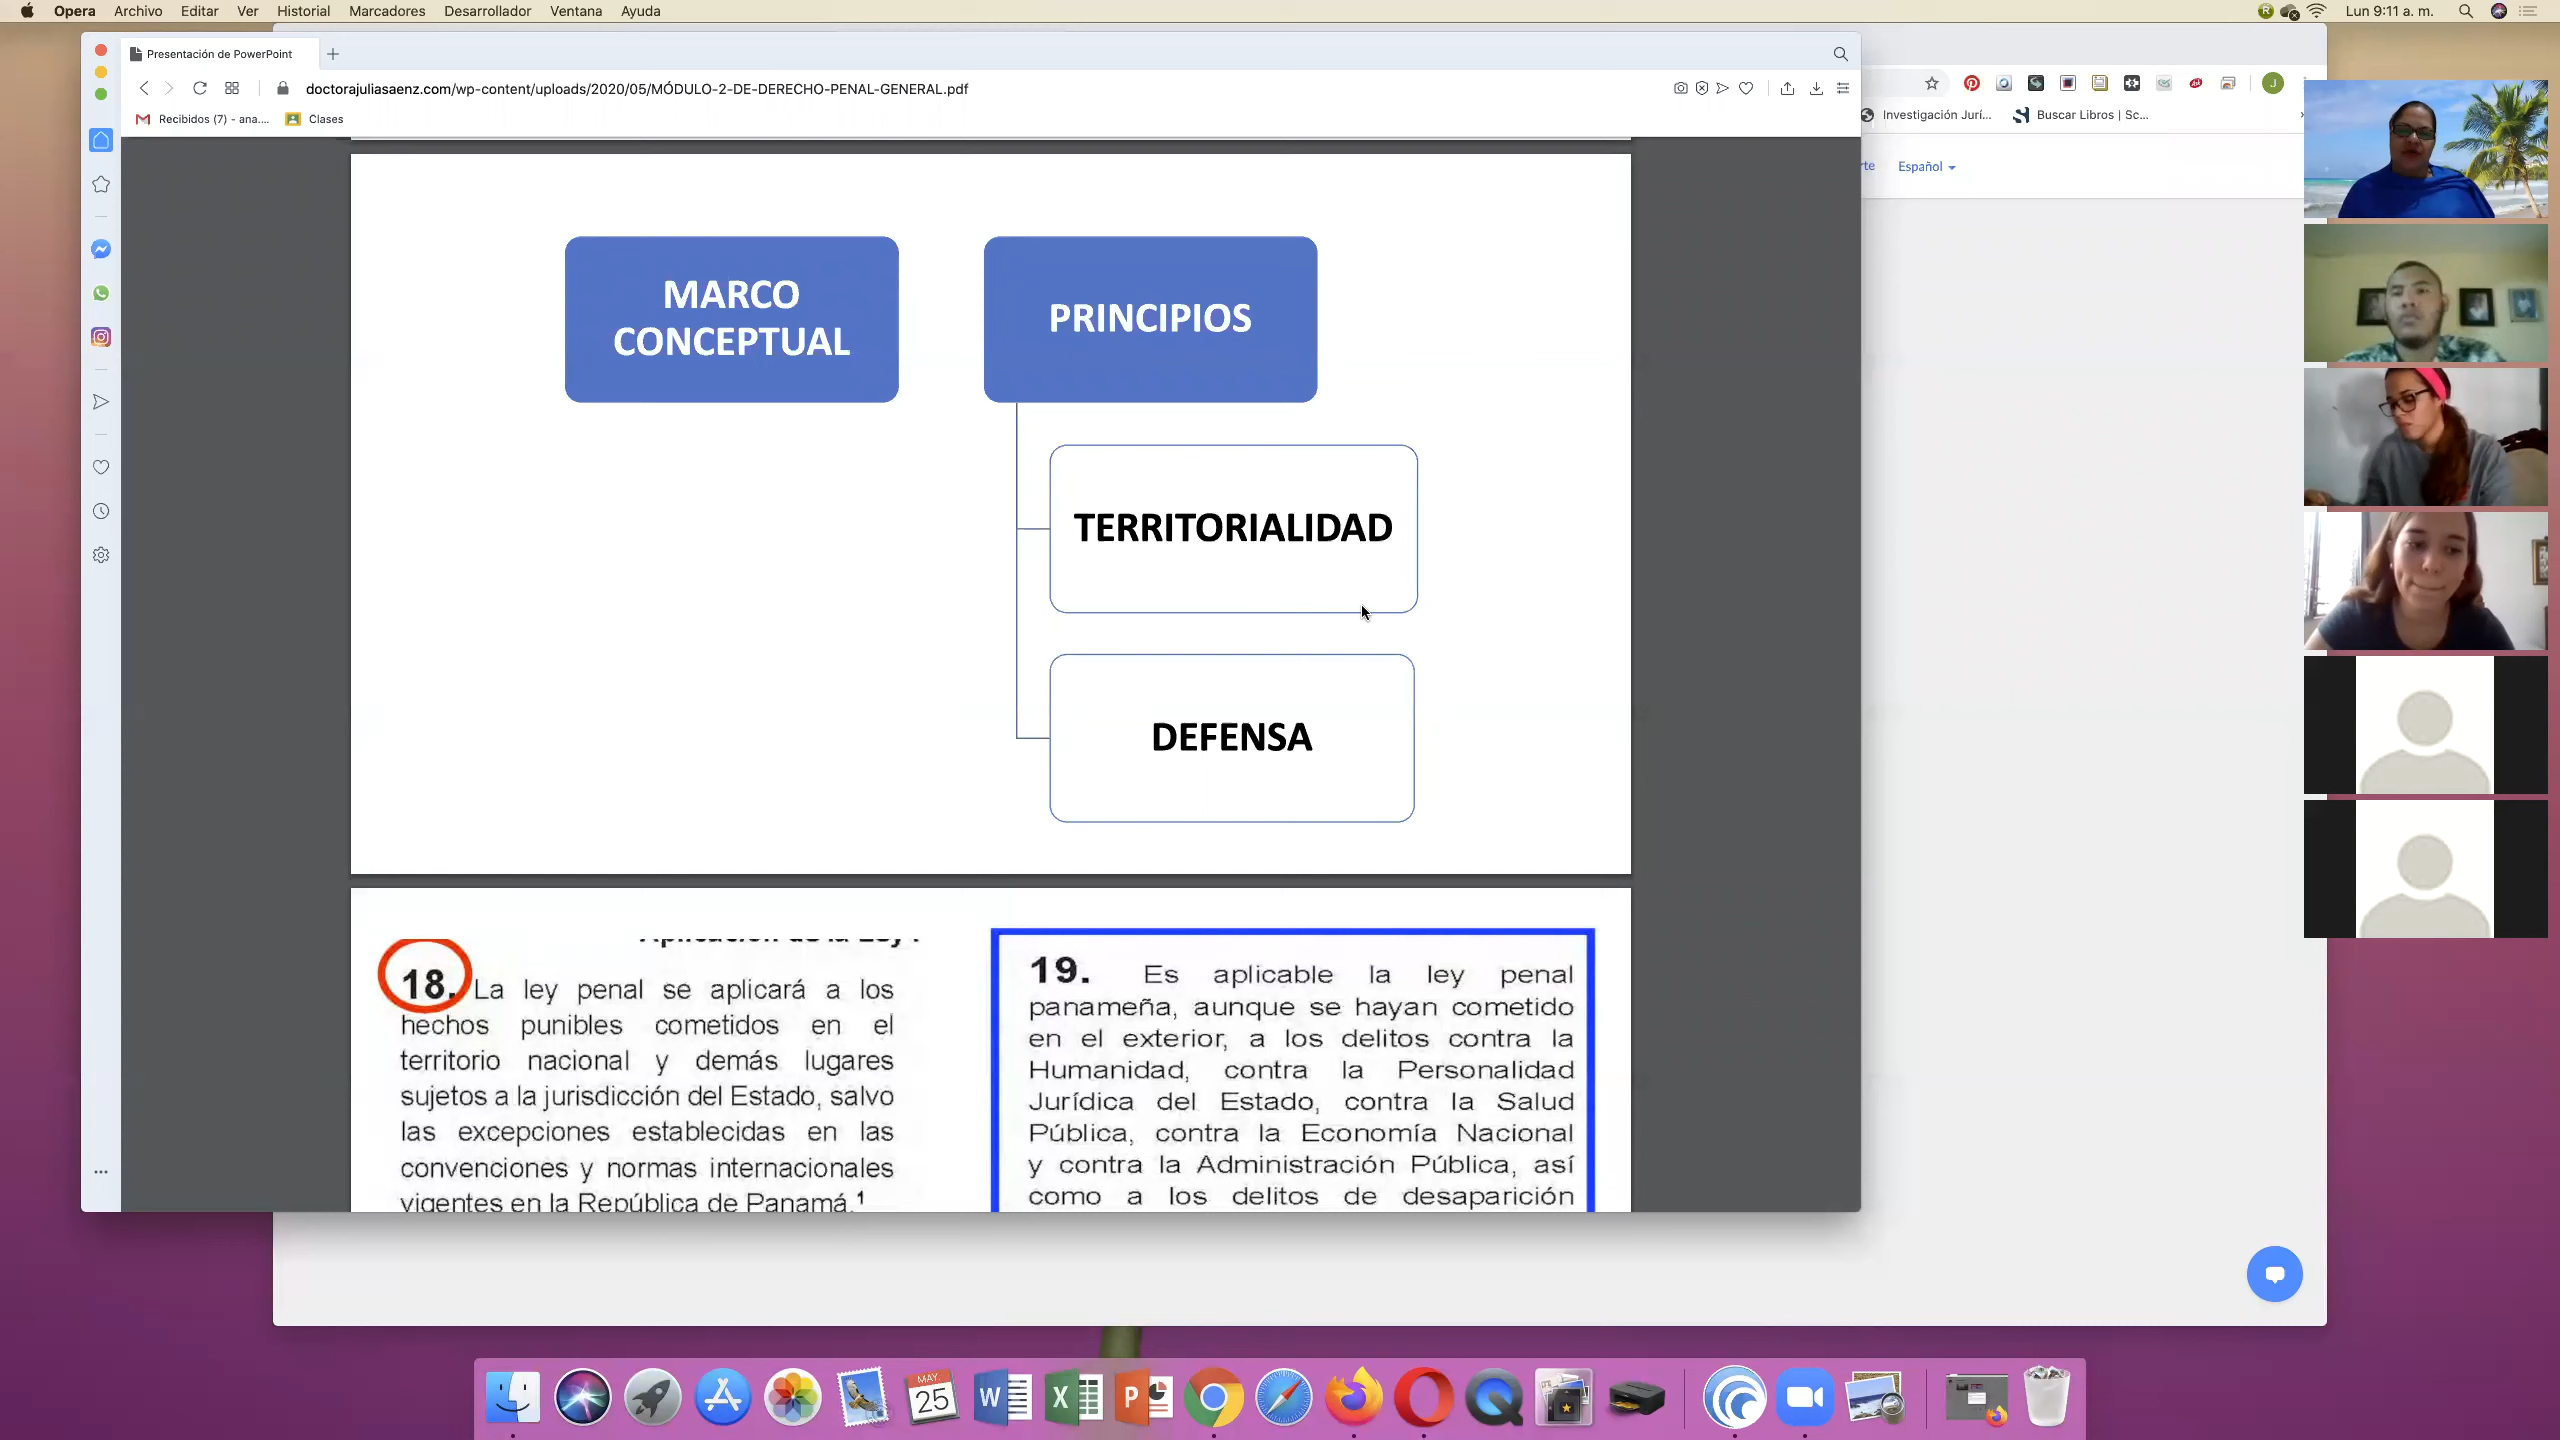 Opera Archivo Editar Ver Historial Marcadores Desarrollador Ventana Ayuda
Lun 9:11 a. m.
Presentación de PowerPoint
doctorajuliasaenz.com/wp-content/uploads/2020/05/MÓDULO-2-DE-DERECHO-PENAL-GENERAL.pdf
Recibidos (7) - ana.... Clases
J
Investigación Jurí... Buscar Libros | Sc...
rte Español
MARCO
CONCEPTUAL
PRINCIPIOS
TERRITORIALIDAD
DEFENSA
18. La ley penal se aplicará a los
hechos punibles cometidos en el
territorio nacional y demás lugares
sujetos a la jurisdicción del Estado, salvo
las excepciones establecidas en las
convenciones y normas internacionales
vigentes en la República de Panamá.¹
19. Es aplicable la ley penal
panameña, aunque se hayan cometido
en el exterior, a los delitos contra la
Humanidad, contra la Personalidad
Jurídica del Estado, contra la Salud
Pública, contra la Economía Nacional
y contra la Administración Pública, así
como a los delitos de desaparición
MAY.
25
W
X
P